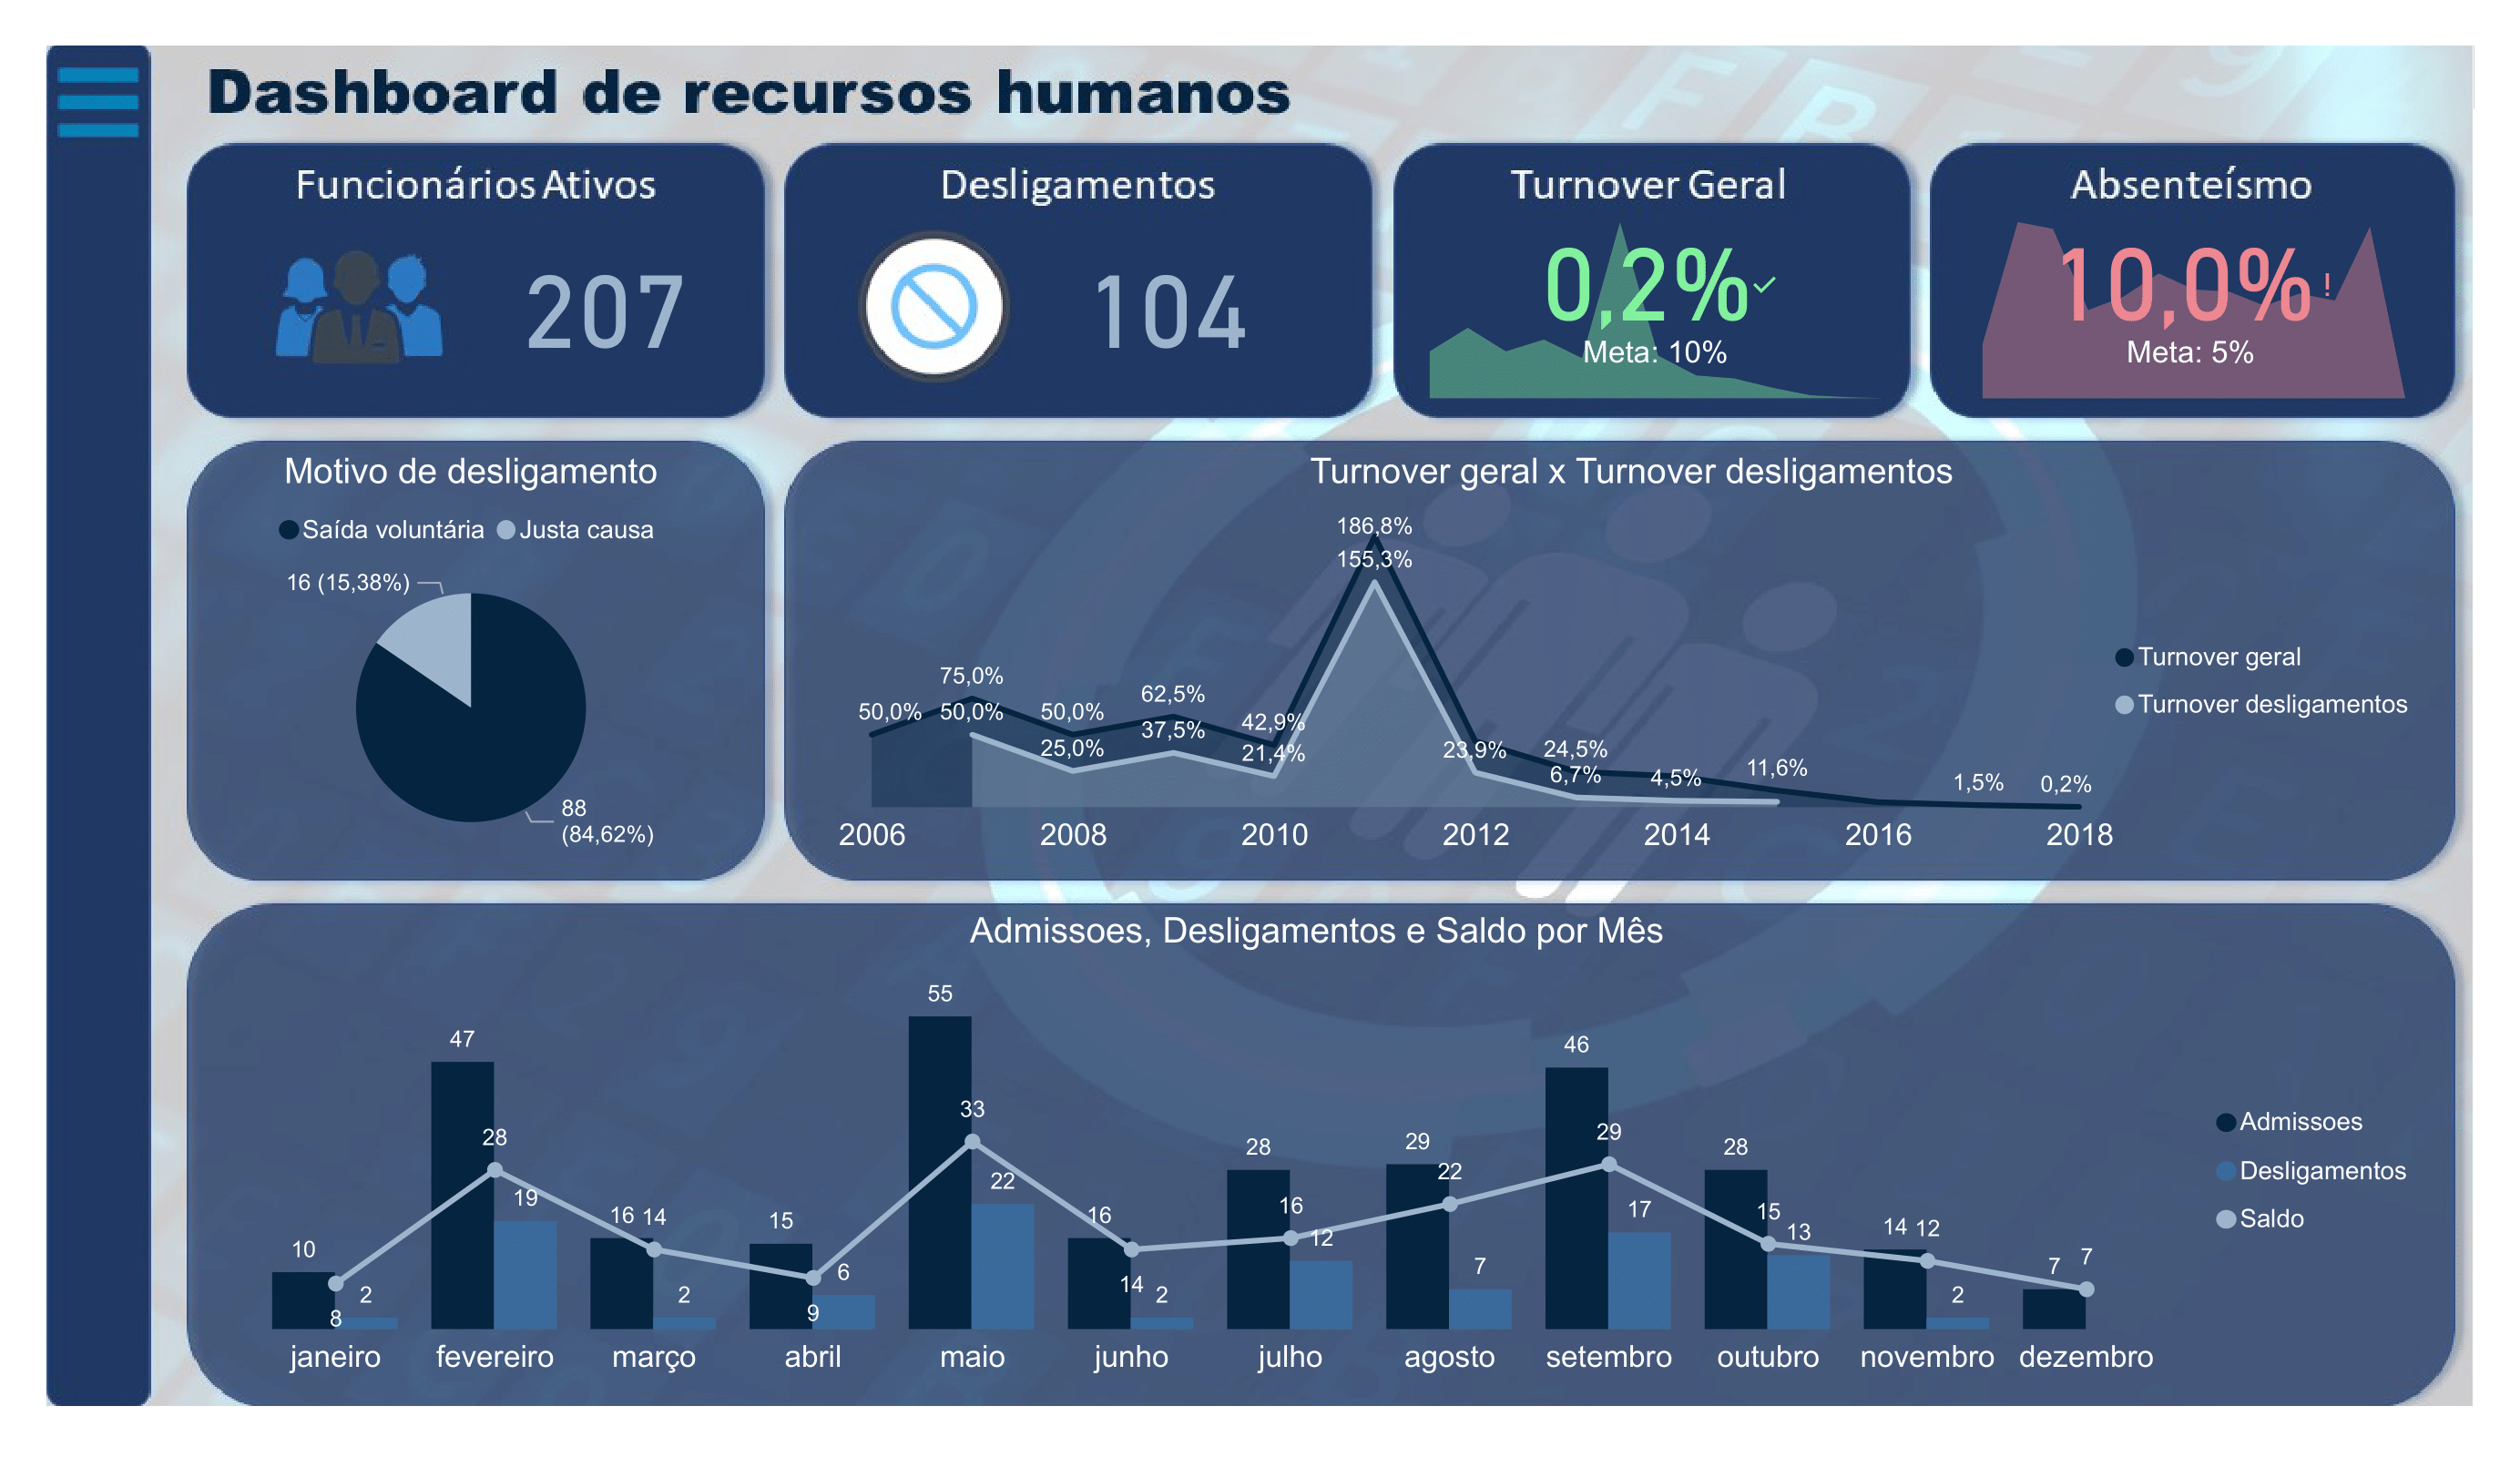 Dashboard de recursos humanos
Funcionários Ativos
207
Desligamentos
104
Turnover Geral
0,2%
Meta: 10%
Absenteísmo
10,0% !
Meta: 5%
Motivo de desligamento
Saída voluntária Justa causa
16 (15,38%)
88
(84,62%)
Turnover geral x Turnover desligamentos
186,8%
155,3%
75,0%
50,0% 50,0% 50,0% 62,5% 42,9%
25,0% 37,5% 21,4% 23,9% 24,5%
6,7% 4,5% 11,6% 1,5% 0,2%
2006 2008 2010 2012 2014 2016 2018
Turnover geral
Turnover desligamentos
Admissoes, Desligamentos e Saldo por Mês
10 8 2
47 28 19
16 14 2
15 9 6
55 33 22
16 14 2
28 16 12
29 22 7
46 29 17
28 15 13
14 12 2
7 7
janeiro fevereiro março abril maio junho julho agosto setembro outubro novembro dezembro
Admissoes
Desligamentos
Saldo